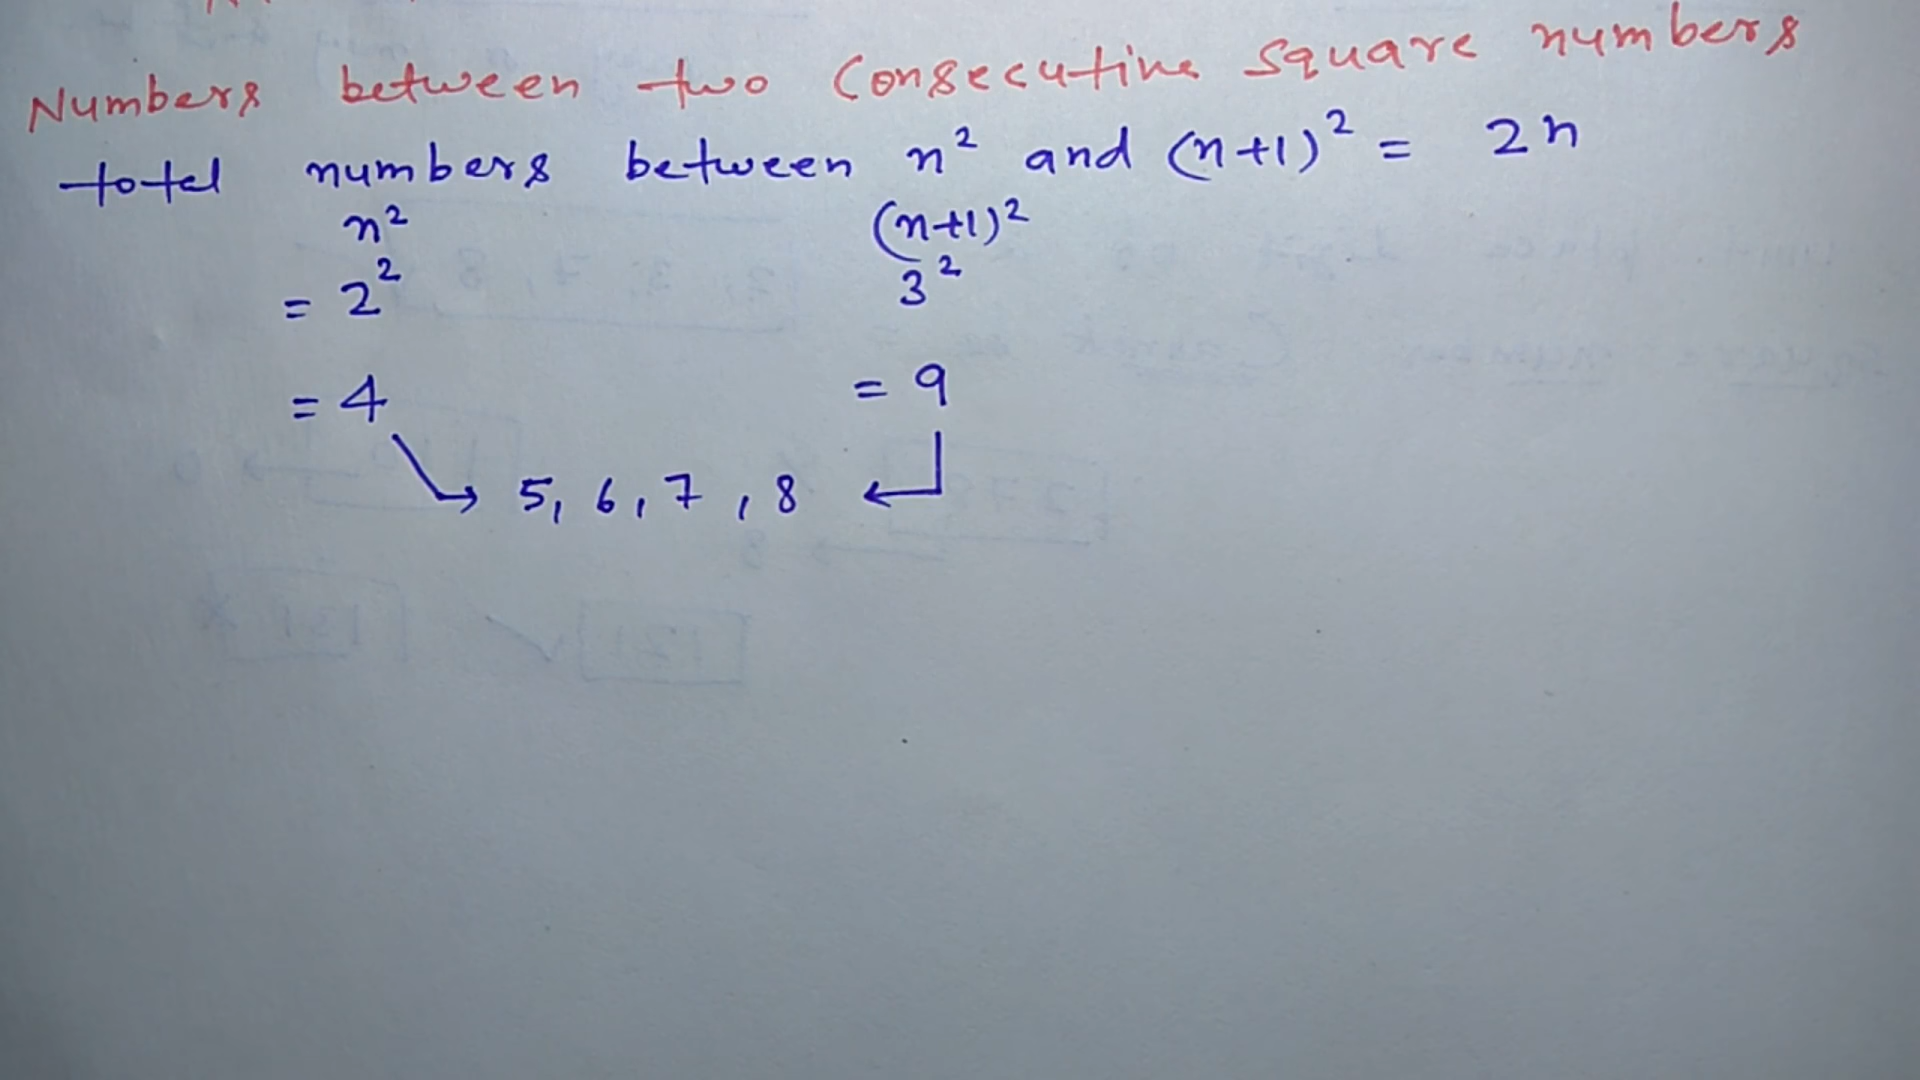 Numbers between two Consecutive Square numbers
total numbers between n² and (n+1)² = 2n
n² (n+1)²
= 2² 3²
= 4 = 9
5, 6, 7, 8